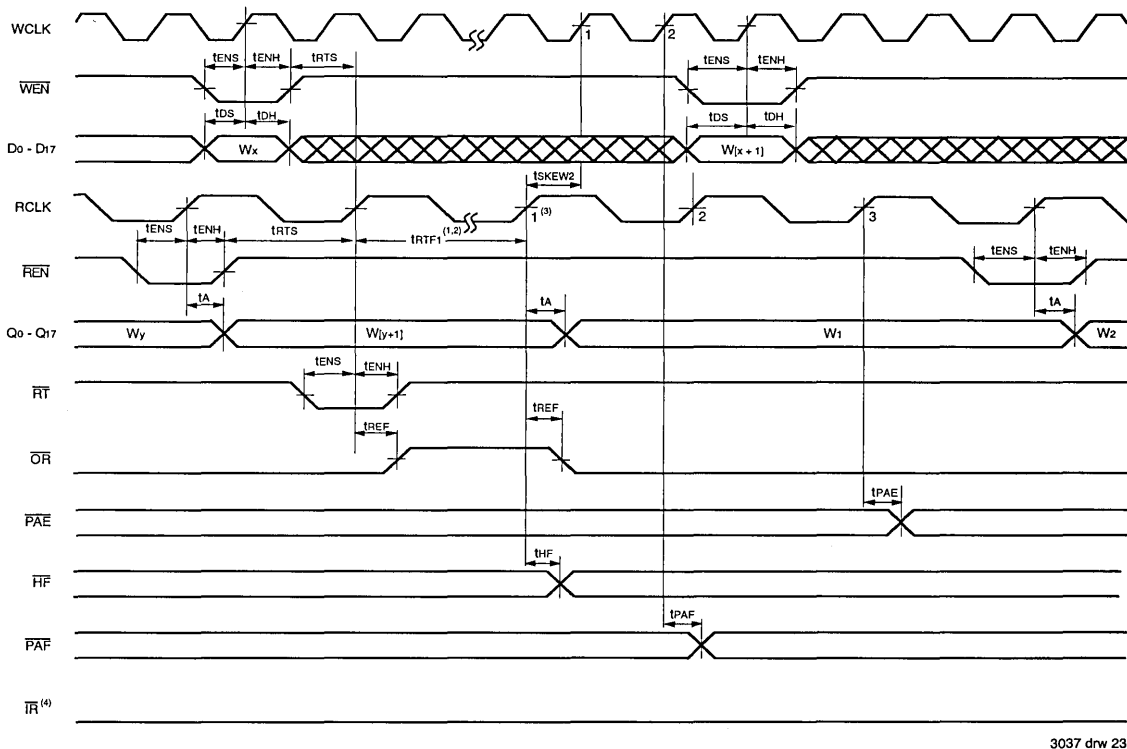 WCLK 1 2
tENS tENH tRTS tENS tENH
WEN
tDS tDH tDS tDH
D0 - D17 Wx W[x + 1]
tSKEW2
RCLK 1(3) 2 3
tENS tENH tRTS tRTF1(1,2) tENS tENH
REN
tA tA tA
Q0 - Q17 Wy W[y+1] W1 W2
tENS tENH
RT
tREF tREF
OR
tPAE
PAE
tHF
HF
tPAF
PAF
IR(4)
3037 drw 23